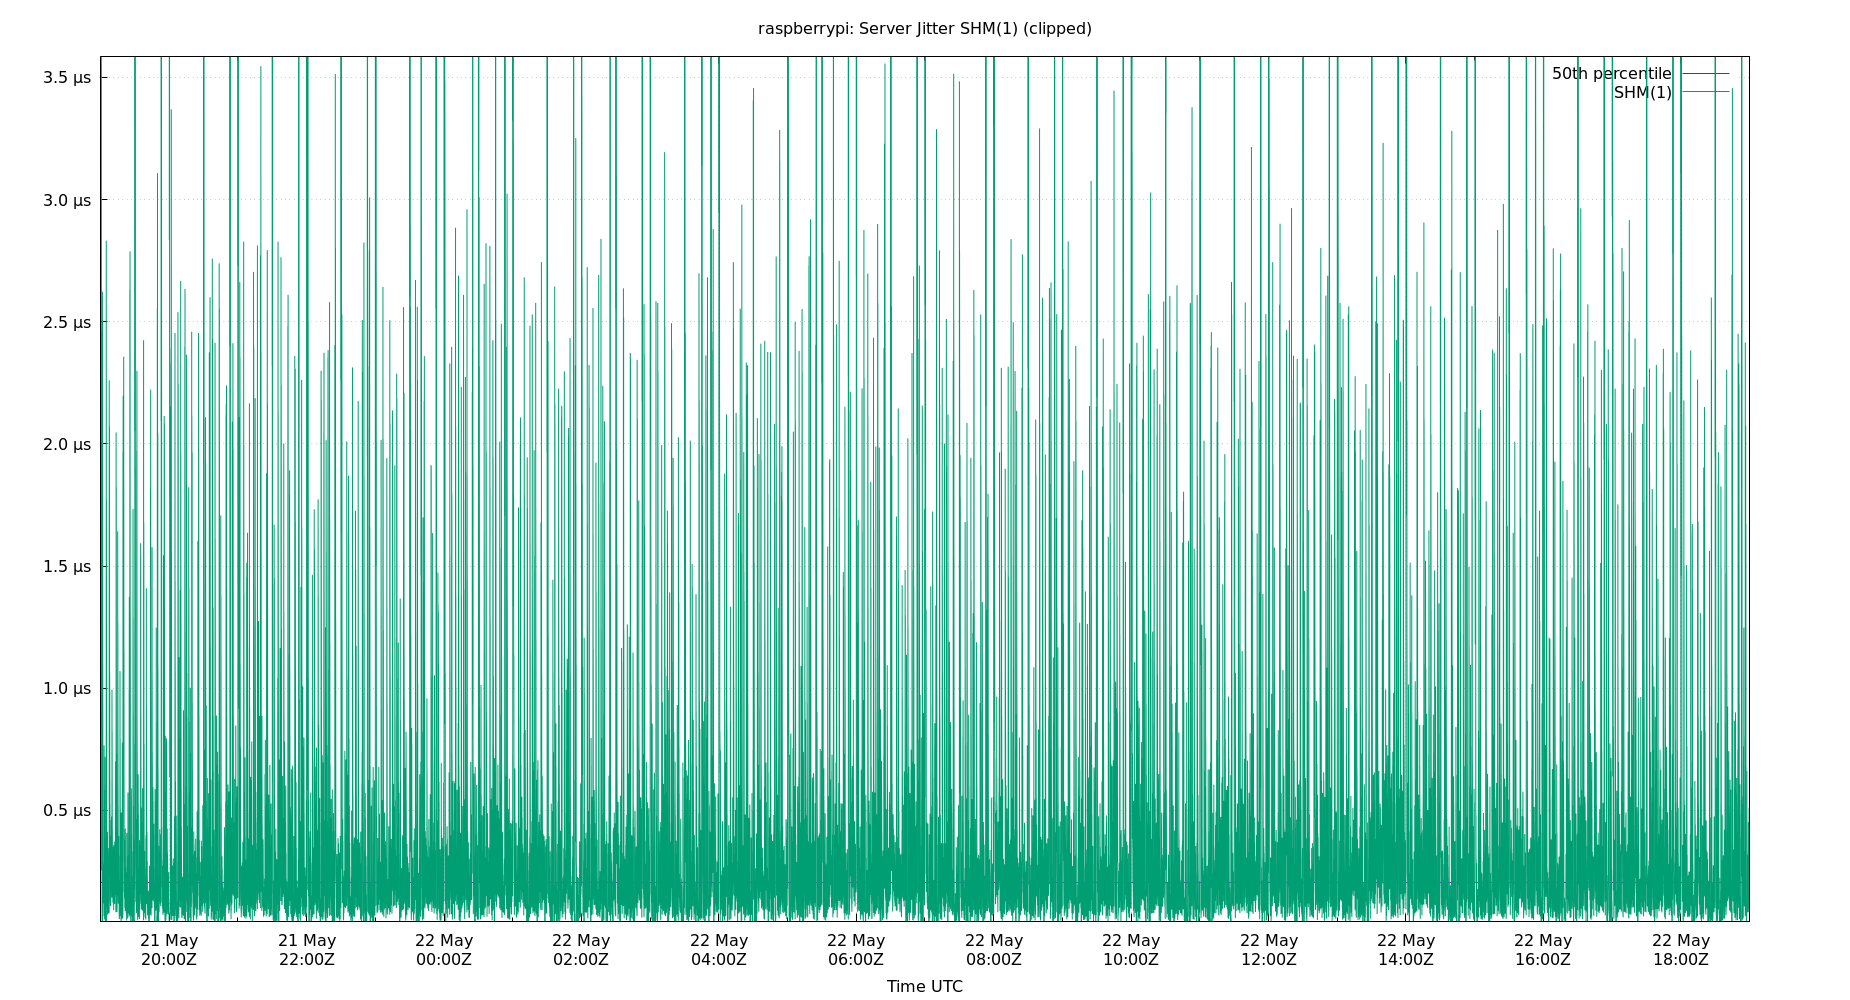 raspberrypi: Server Jitter SHM(1) (clipped)
3.5 µs
3.0 µs
2.5 µs
2.0 µs
1.5 µs
1.0 µs
0.5 µs
50th percentile
SHM(1)
21 May 21 May 22 May 22 May 22 May 22 May 22 May 22 May 22 May 22 May 22 May 22 May
20:00Z 22:00Z 00:00Z 02:00Z 04:00Z 06:00Z 08:00Z 10:00Z 12:00Z 14:00Z 16:00Z 18:00Z
Time UTC